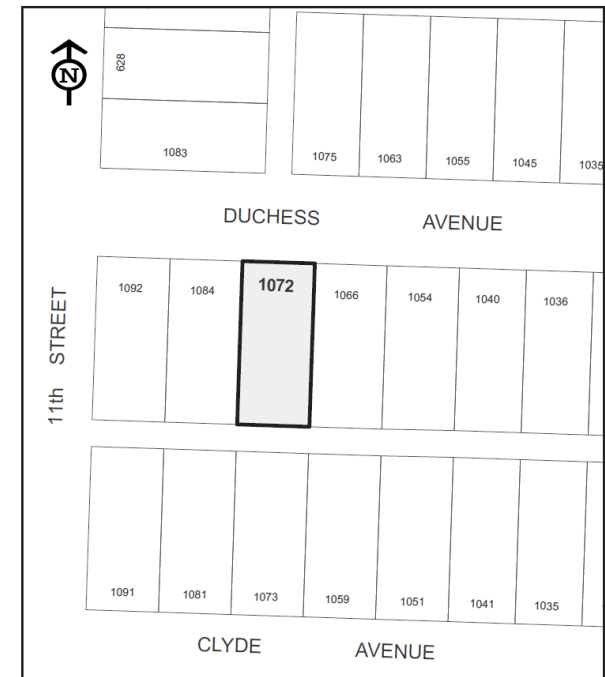 N
628
1083
1075 1063 1055 1045 1035
DUCHESS AVENUE
11th STREET
1092 1084 1072 1066 1054 1040 1036
1091 1081 1073 1059 1051 1041 1035
CLYDE AVENUE